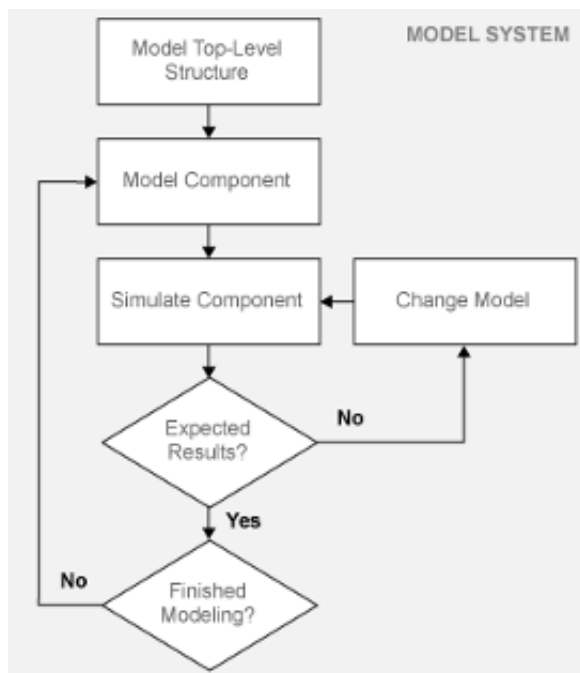 MODEL SYSTEM
Model Top-Level
Structure
Model Component
Simulate Component
Change Model
Expected
Results?
No
Yes
No
Finished
Modeling?